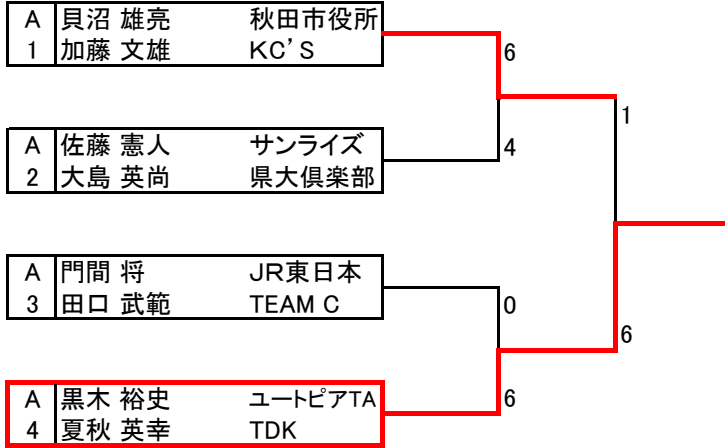 A 貝沼 雄亮 秋田市役所
1 加藤 文雄 KC'S
6
1
A 佐藤 憲人 サンライズ
4
2 大島 英尚 県大倶楽部
A 門間 将 JR東日本
3 田口 武範 TEAM C
0
6
A 黒木 裕史 ユートピアTA
6
4 夏秋 英幸 TDK